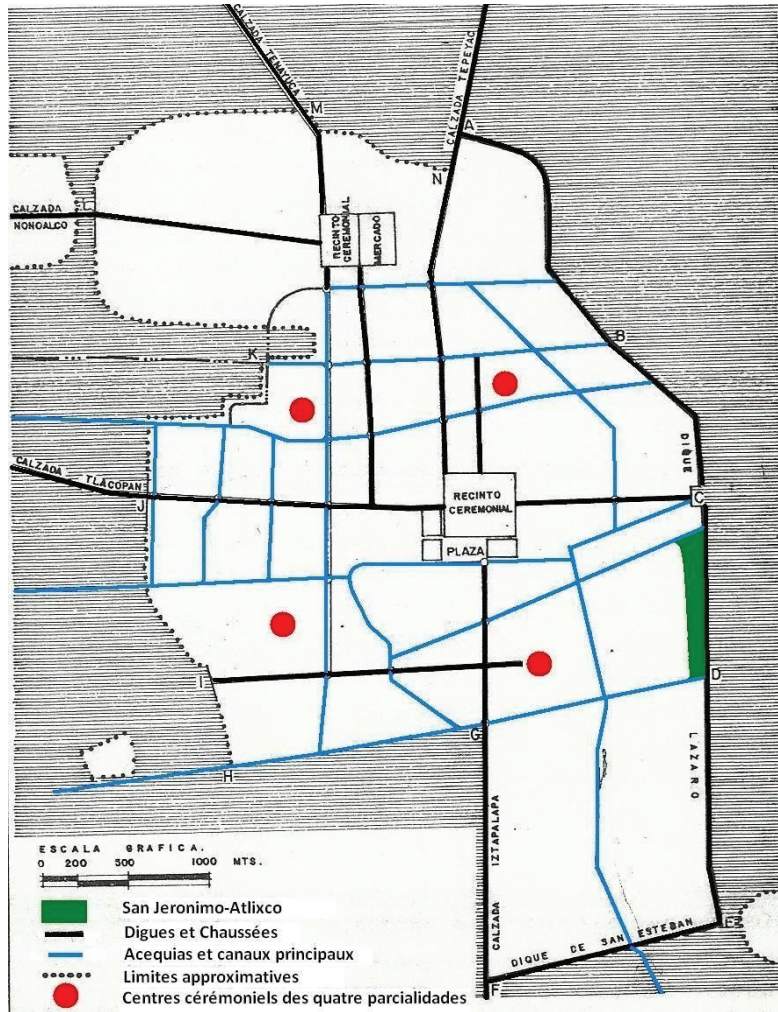 CALZADA TENAYUCA
CALZADA TEPEYAC
M
A
N
L
CALZADA
NONOALCO
RECINTO
CEREMONIAL
MERCADO
K
B
DIQUE
CALZADA TLACOPAN
J
RECINTO
CEREMONIAL
C
PLAZA
I
D
G
H
LAZARO
CALZADA IZTAPALAPA
E
DIQUE DE SAN ESTEBAN
F
ESCALA GRAFICA.
0 200 500 1000 MTS.
San Jeronimo-Atlixco
Digues et Chaussées
Acequias et canaux principaux
Limites approximatives
Centres cérémoniels des quatre parcialidades